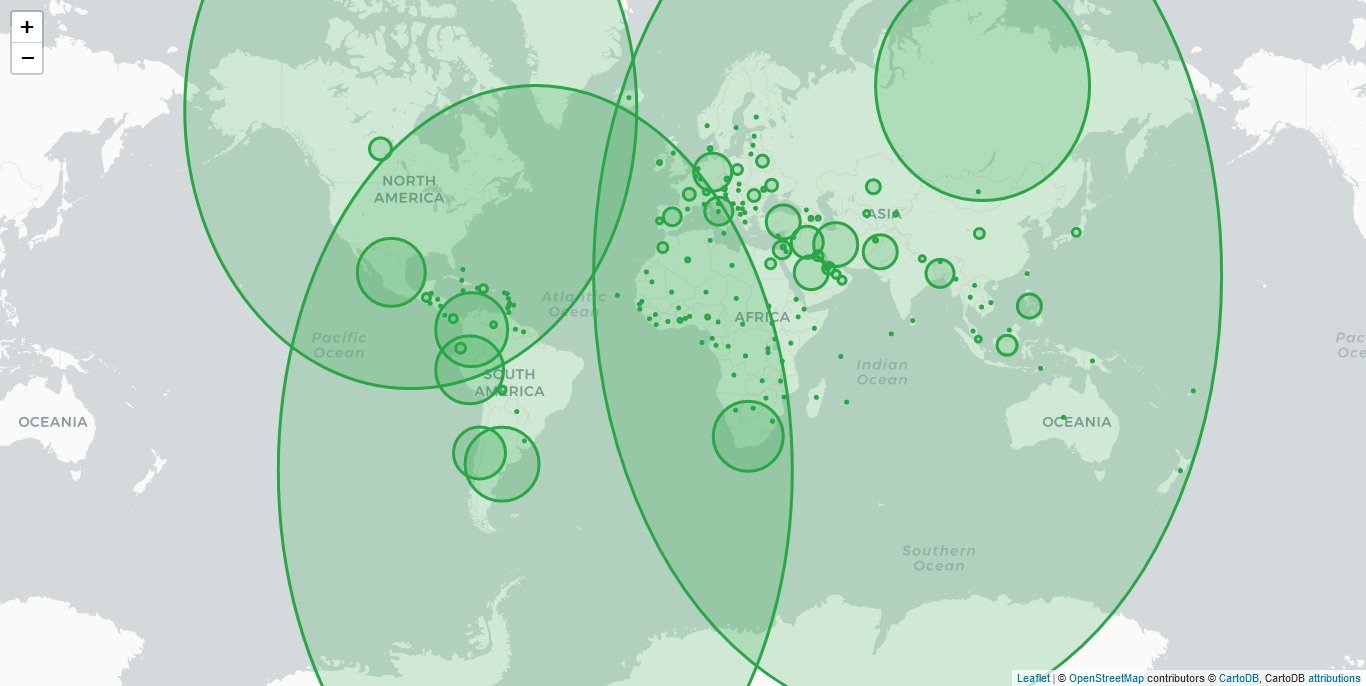 +
−
NORTH
AMERICA
ASIA
Atlantic
Ocean
AFRICA
Pacific
Ocean
Pac
Oce
Indian
Ocean
SOUTH
AMERICA
OCEANIA
OCEANIA
Southern
Ocean
Leaflet | © OpenStreetMap contributors © CartoDB, CartoDB attributions